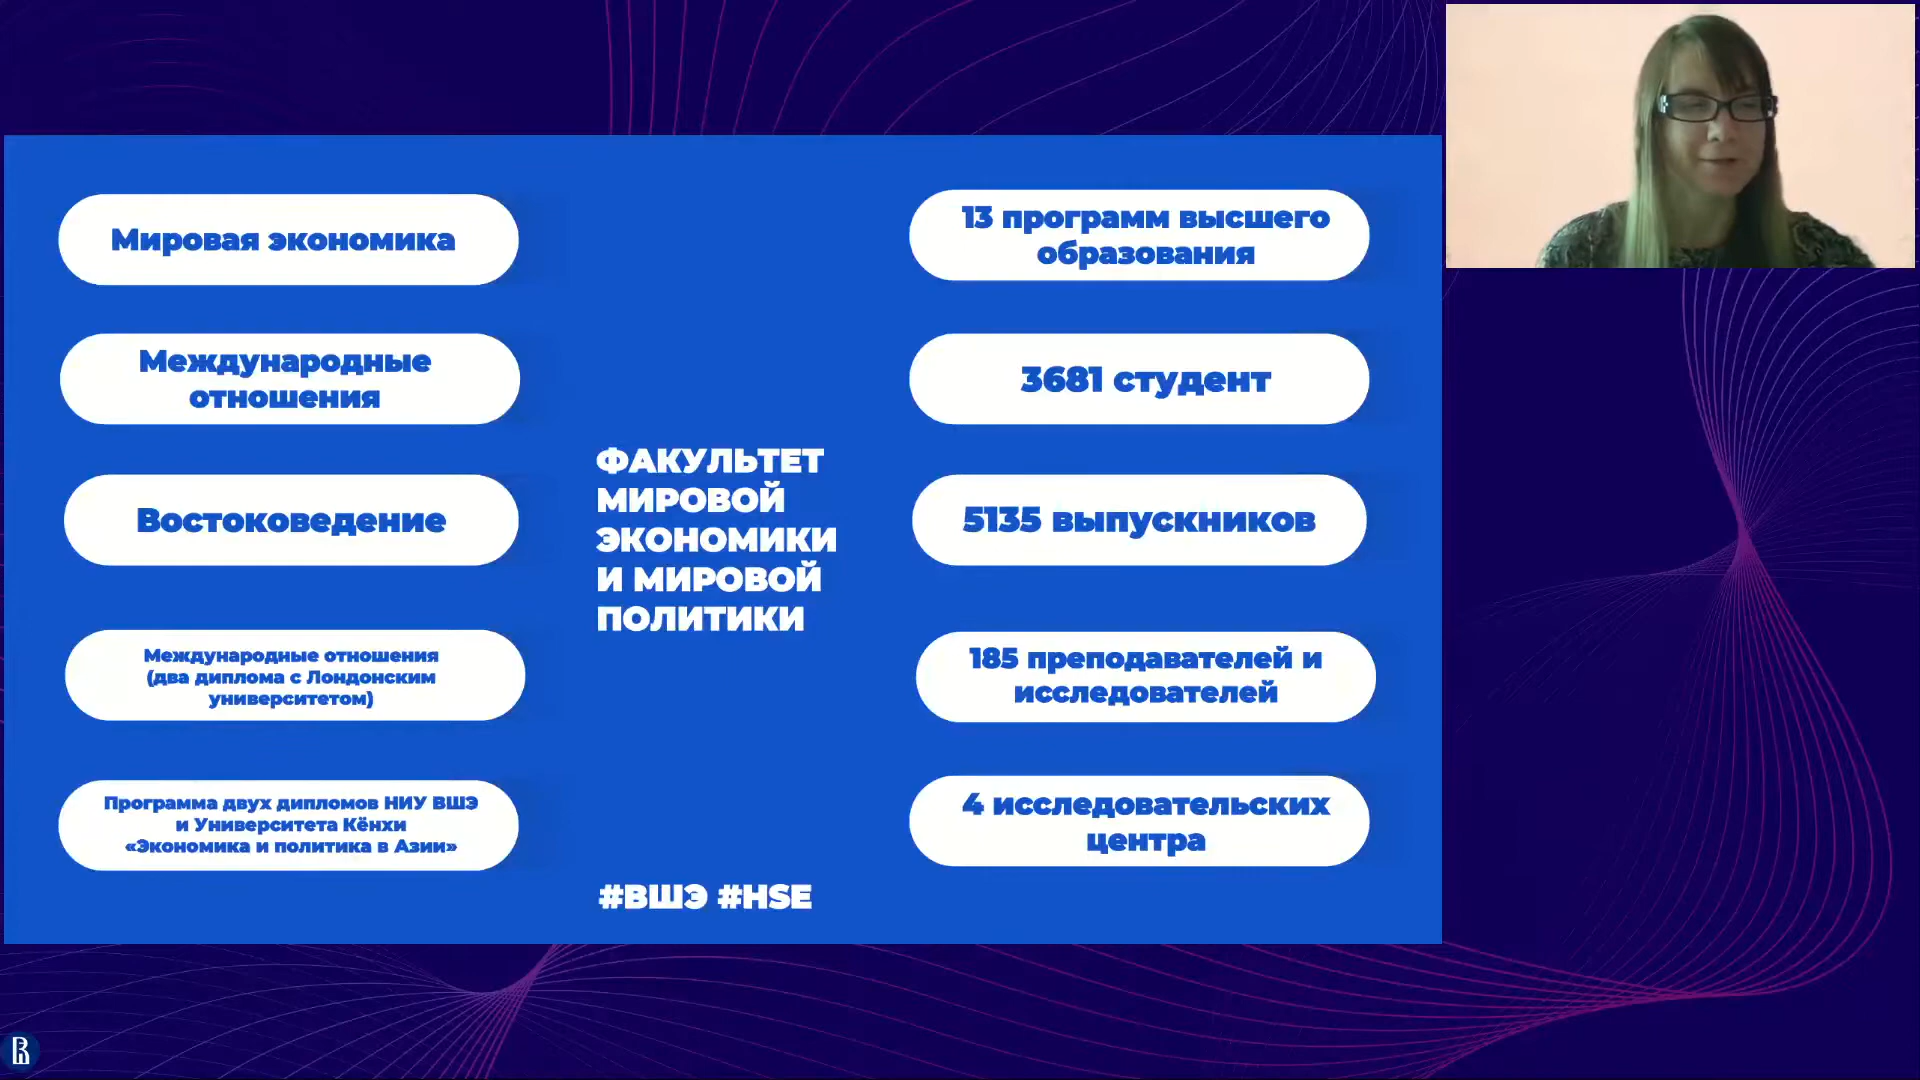 Мировая экономика
Международные
отношения
Востоковедение
Международные отношения
(два диплома с Лондонским
университетом)
Программа двух дипломов НИУ ВШЭ
и Университета Кёнхи
«Экономика и политика в Азии»
ФАКУЛЬТЕТ
МИРОВОЙ
ЭКОНОМИКИ
И МИРОВОЙ
ПОЛИТИКИ
#ВШЭ #HSE
13 программ высшего
образования
3681 студент
5135 выпускников
185 преподавателей и
исследователей
4 исследовательских
центра